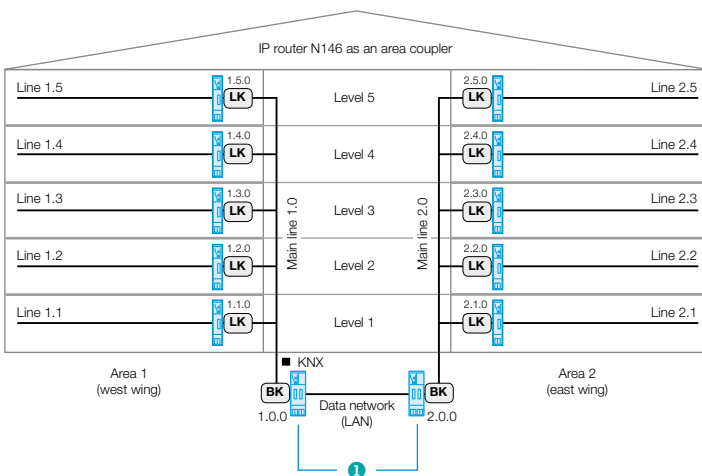 IP router N146 as an area coupler
Line 1.5
1.5.0
LK
Level 5
2.5.0
LK
Line 2.5
Line 1.4
1.4.0
LK
Level 4
2.4.0
LK
Line 2.4
Line 1.3
1.3.0
LK
Main line 1.0
Level 3
Main line 2.0
2.3.0
LK
Line 2.3
Line 1.2
1.2.0
LK
Level 2
2.2.0
LK
Line 2.2
Line 1.1
1.1.0
LK
Level 1
2.1.0
LK
Line 2.1
Area 1
(west wing)
■ KNX
Area 2
(east wing)
BK
1.0.0
Data network
(LAN)
BK
2.0.0
1